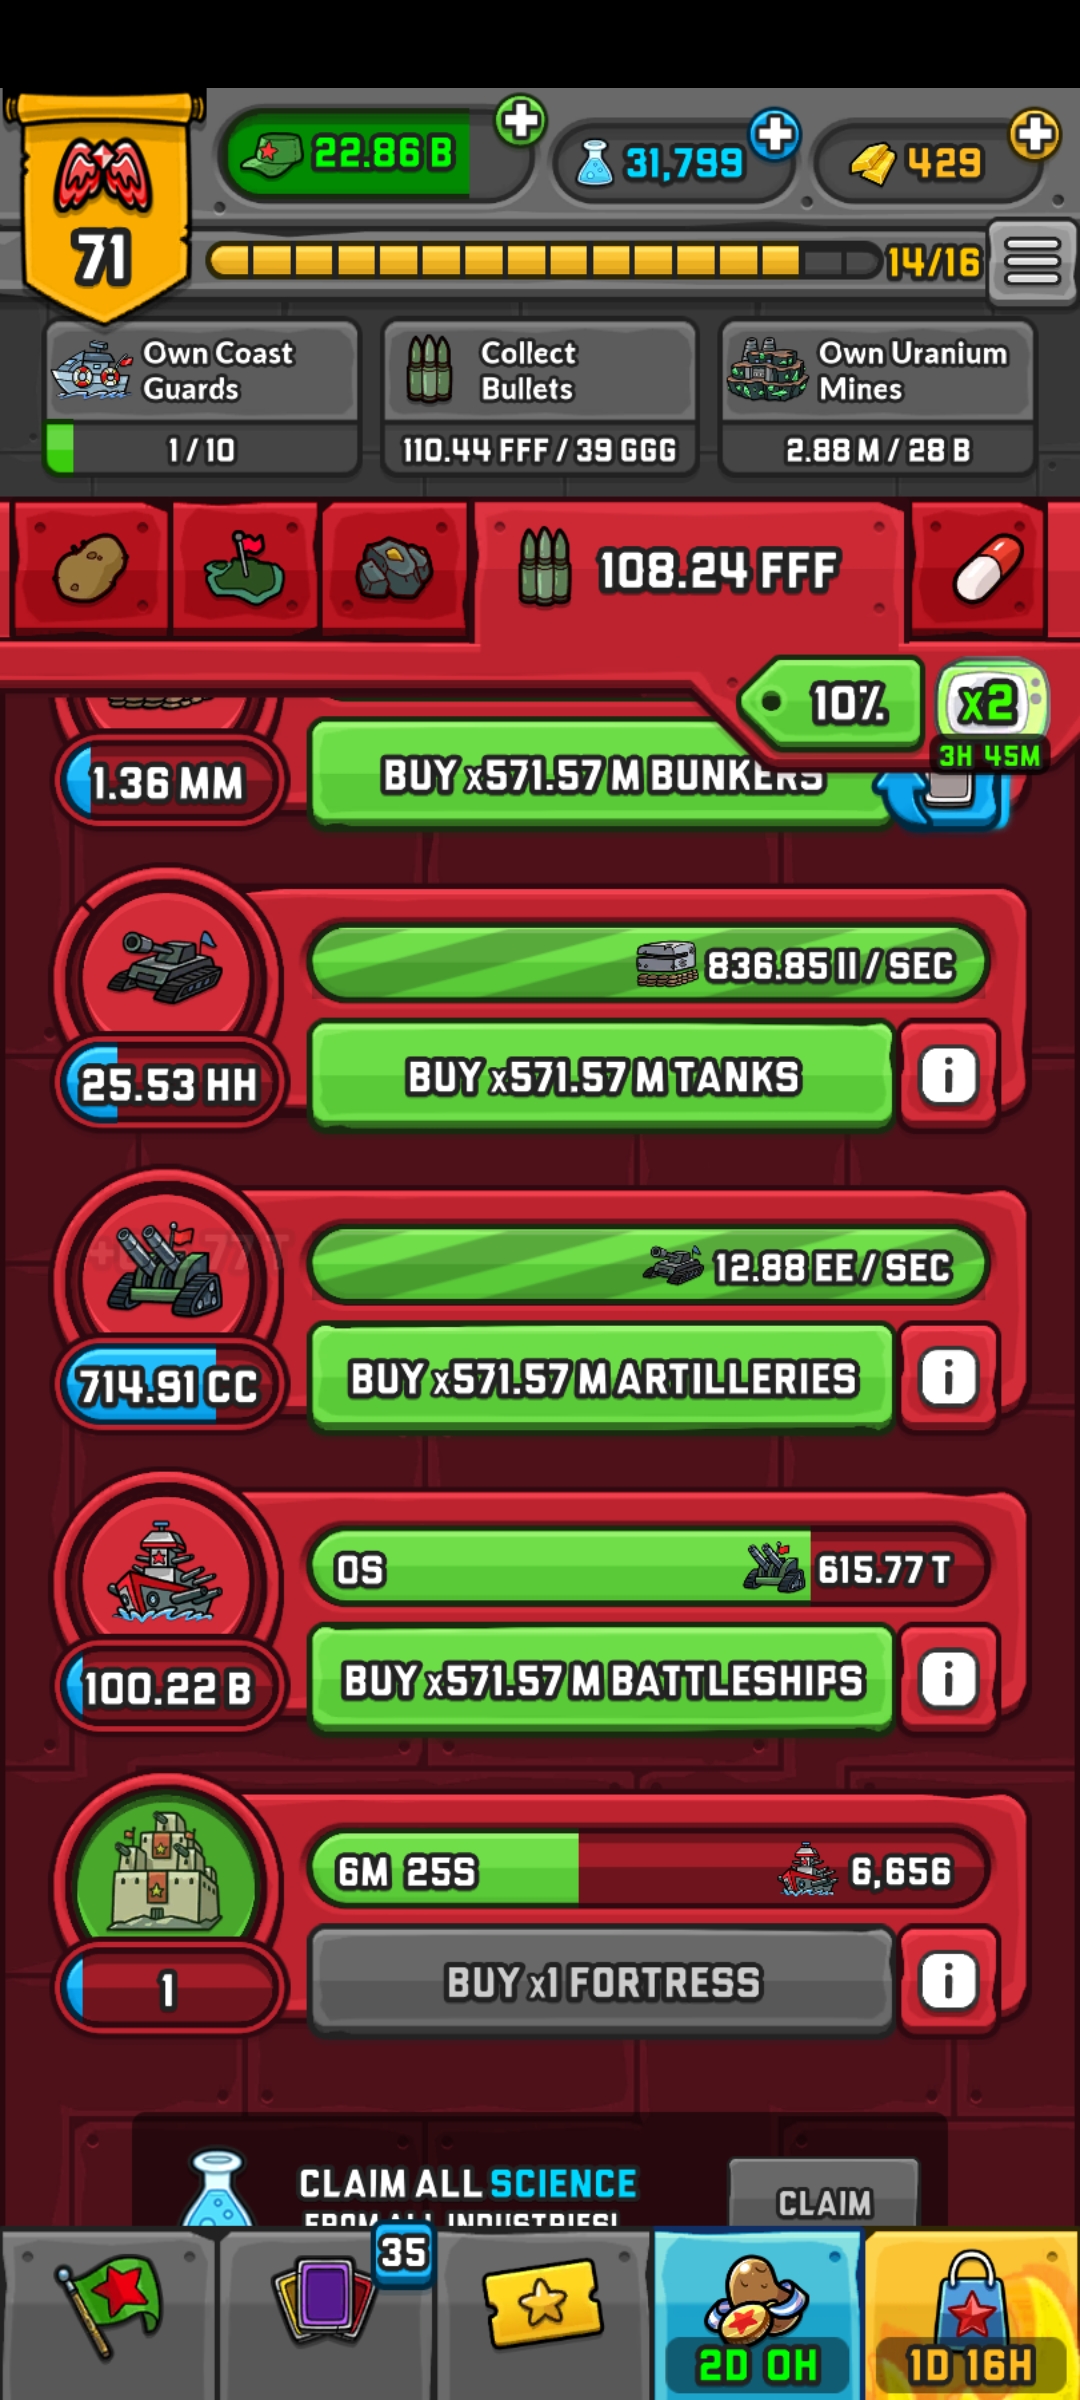 22.86 B
31,799
429
71
14/16
Own Coast
Guards
1/10
Collect
Bullets
110.44 FFF / 39 GGG
Own Uranium
Mines
2.88 M / 28 B
108.24 FFF
10%
x2
3H 45M
1.36 MM
BUY x571.57 M BUNKERS
836.85 II / SEC
25.53 HH
BUY x571.57 M TANKS
i
12.88 EE / SEC
714.91 CC
BUY x571.57 M ARTILLERIES
i
0S
615.77 T
100.22 B
BUY x571.57 M BATTLESHIPS
i
6M 25S
6,656
1
BUY x1 FORTRESS
i
CLAIM ALL SCIENCE
FROM ALL INDUSTRIES!
CLAIM
35
2D 0H
1D 16H